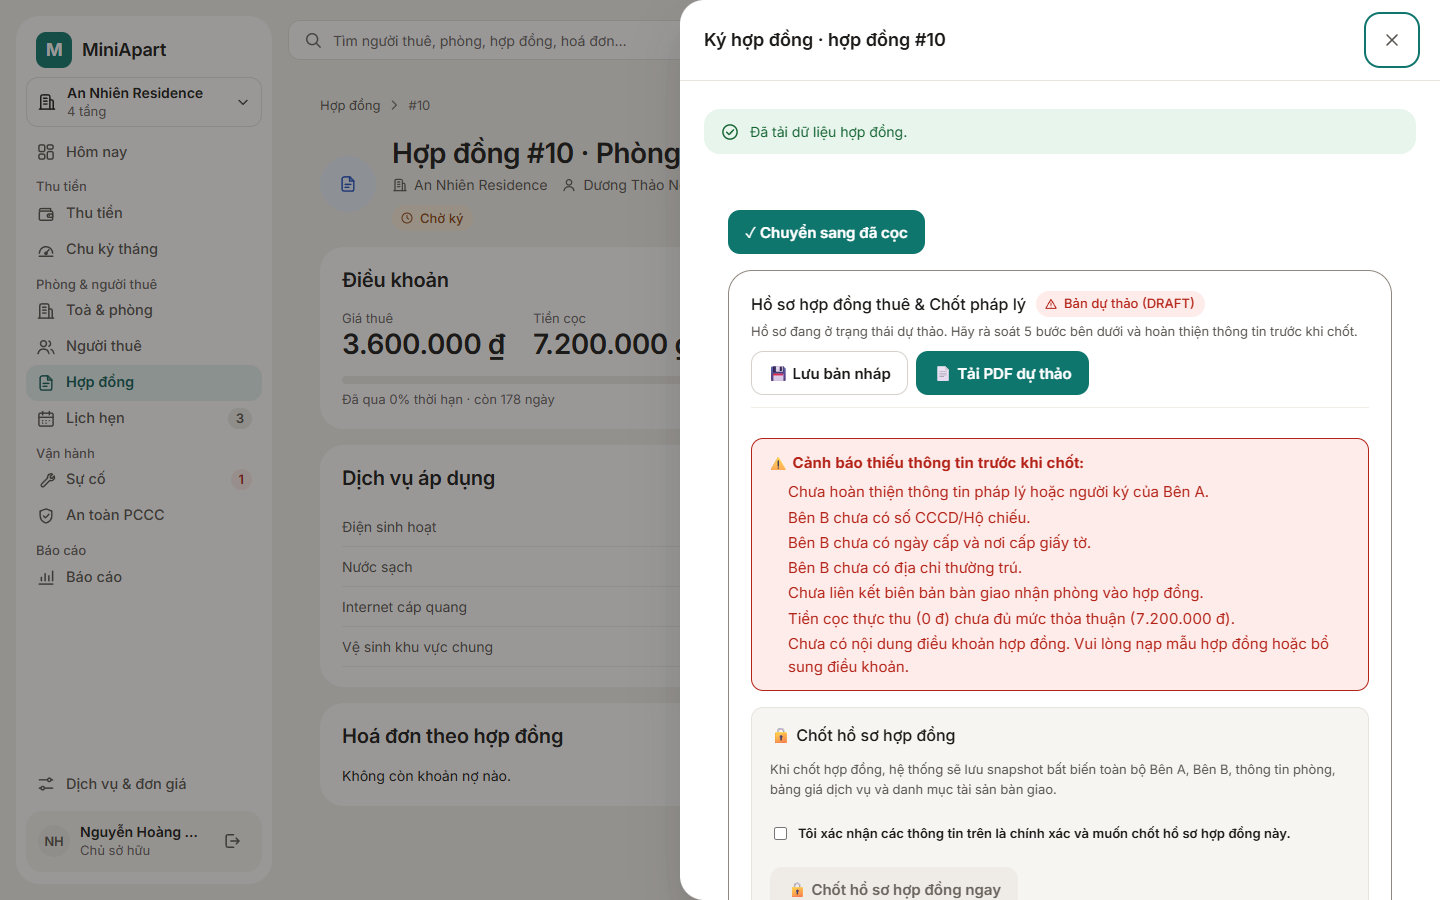 M MiniApart
An Nhiên Residence
4 tầng
Hôm nay
Thu tiền
Thu tiền
Chu kỳ tháng
Phòng & người thuê
Toà & phòng
Người thuê
Hợp đồng
Lịch hẹn 3
Vận hành
Sự cố 1
An toàn PCCC
Báo cáo
Báo cáo
Dịch vụ & đơn giá
NH
Nguyễn Hoàng ...
Chủ sở hữu
Tìm người thuê, phòng, hợp đồng, hoá đơn...
Hợp đồng > #10
Hợp đồng #10 · Phòng
An Nhiên Residence Dương Thảo
Chờ ký
Điều khoản
Giá thuê Tiền cọc
3.600.000 ₫ 7.200.000
Đã qua 0% thời hạn · còn 178 ngày
Dịch vụ áp dụng
Điện sinh hoạt
Nước sạch
Internet cáp quang
Vệ sinh khu vực chung
Hoá đơn theo hợp đồng
Không còn khoản nợ nào.
Ký hợp đồng · hợp đồng #10
Đã tải dữ liệu hợp đồng.
✓ Chuyển sang đã cọc
Hồ sơ hợp đồng thuê & Chốt pháp lý Bản dự thảo (DRAFT)
Hồ sơ đang ở trạng thái dự thảo. Hãy rà soát 5 bước bên dưới và hoàn thiện thông tin trước khi chốt.
💾 Lưu bản nháp 📄 Tải PDF dự thảo
⚠️ Cảnh báo thiếu thông tin trước khi chốt:
Chưa hoàn thiện thông tin pháp lý hoặc người ký của Bên A.
Bên B chưa có số CCCD/Hộ chiếu.
Bên B chưa có ngày cấp và nơi cấp giấy tờ.
Bên B chưa có địa chỉ thường trú.
Chưa liên kết biên bản bàn giao nhận phòng vào hợp đồng.
Tiền cọc thực thu (0 đ) chưa đủ mức thỏa thuận (7.200.000 đ).
Chưa có nội dung điều khoản hợp đồng. Vui lòng nạp mẫu hợp đồng hoặc bổ
sung điều khoản.
🔒 Chốt hồ sơ hợp đồng
Khi chốt hợp đồng, hệ thống sẽ lưu snapshot bất biến toàn bộ Bên A, Bên B, thông tin phòng,
bảng giá dịch vụ và danh mục tài sản bàn giao.
Tôi xác nhận các thông tin trên là chính xác và muốn chốt hồ sơ hợp đồng này.
🔒 Chốt hồ sơ hợp đồng ngay